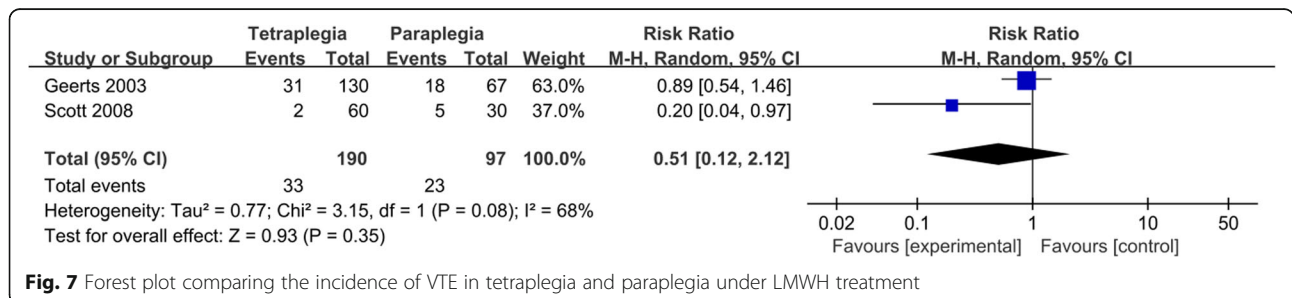 Tetraplegia Paraplegia Risk Ratio Risk Ratio
Study or Subgroup Events Total Events Total Weight M-H, Random, 95% CI M-H, Random, 95% CI
Geerts 2003 31 130 18 67 63.0% 0.89 [0.54, 1.46]
Scott 2008 2 60 5 30 37.0% 0.20 [0.04, 0.97]
Total (95% CI) 190 97 100.0% 0.51 [0.12, 2.12]
Total events 33 23
Heterogeneity: Tau² = 0.77; Chi² = 3.15, df = 1 (P = 0.08); I² = 68%
Test for overall effect: Z = 0.93 (P = 0.35)
0.02 0.1 1 10 50
Favours [experimental] Favours [control]
Fig. 7 Forest plot comparing the incidence of VTE in tetraplegia and paraplegia under LMWH treatment